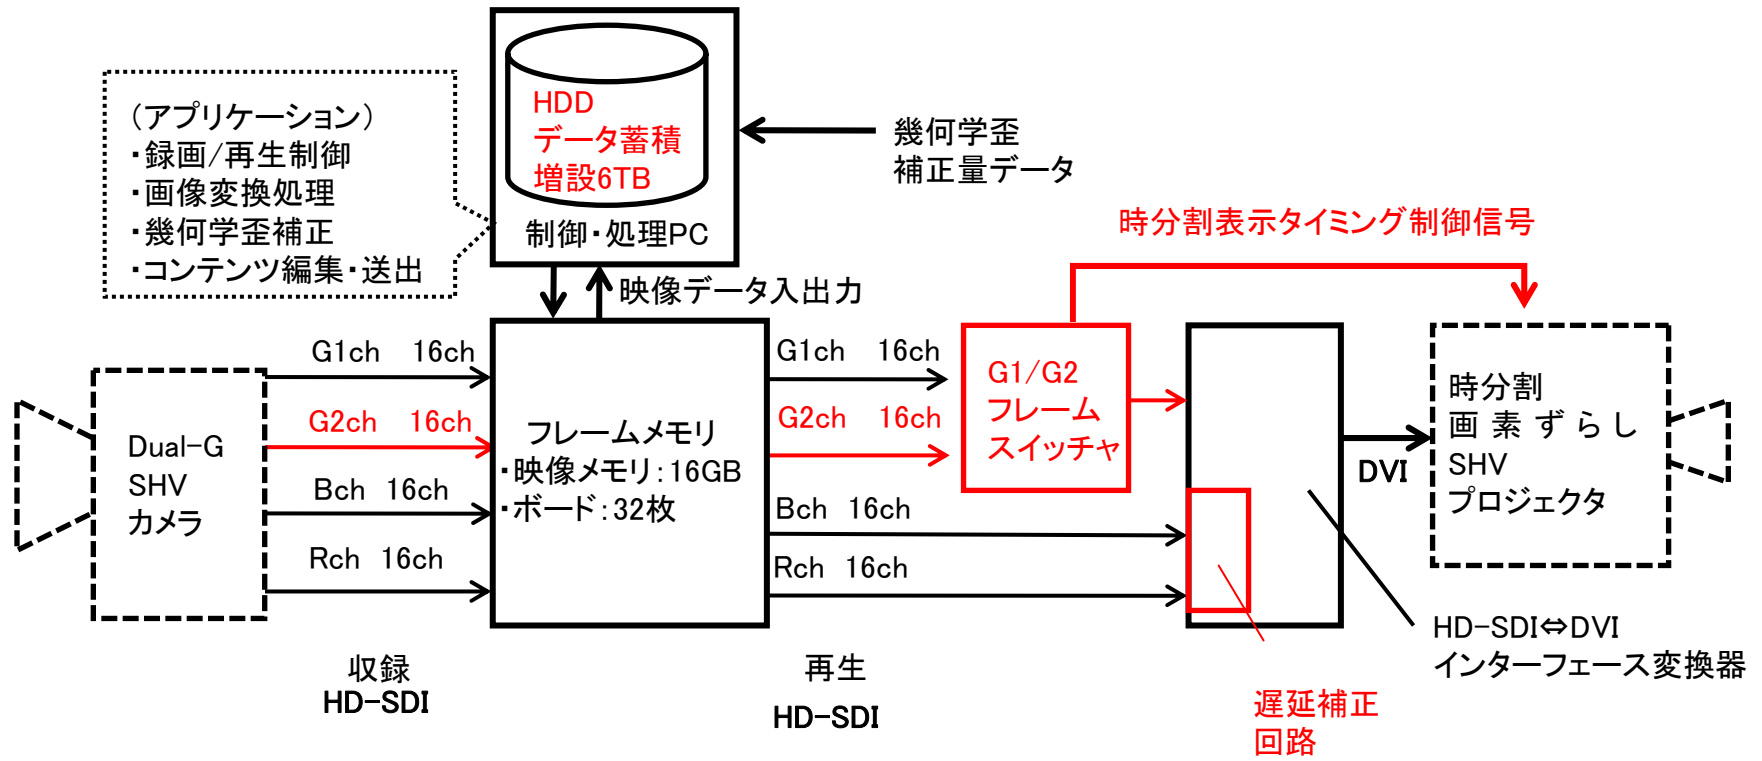 HDD
データ蓄積
増設6TB
制御・処理PC
(アプリケーション)
・録画/再生制御
・画像変換処理
・幾何学歪補正
・コンテンツ編集・送出
幾何学歪
補正量データ
映像データ入出力
時分割表示タイミング制御信号
G1ch 16ch
G2ch 16ch
Bch 16ch
Rch 16ch
Dual-G
SHV
カメラ
フレームメモリ
・映像メモリ:16GB
・ボード:32枚
G1ch 16ch
G2ch 16ch
Bch 16ch
Rch 16ch
G1/G2
フレーム
スイッチャ
DVI
時分割
画素ずらし
SHV
プロジェクタ
収録
HD-SDI
再生
HD-SDI
HD-SDI⇔DVI
インターフェース変換器
遅延補正
回路